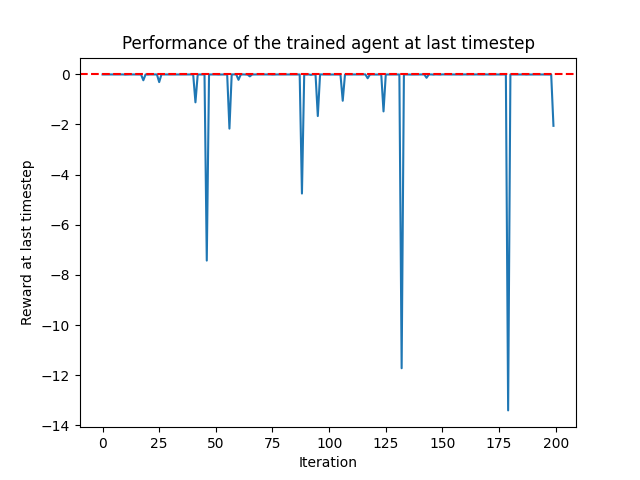 Performance of the trained agent at last timestep
0
−2
−4
−6
−8
−10
−12
−14
Reward at last timestep
0 25 50 75 100 125 150 175 200
Iteration